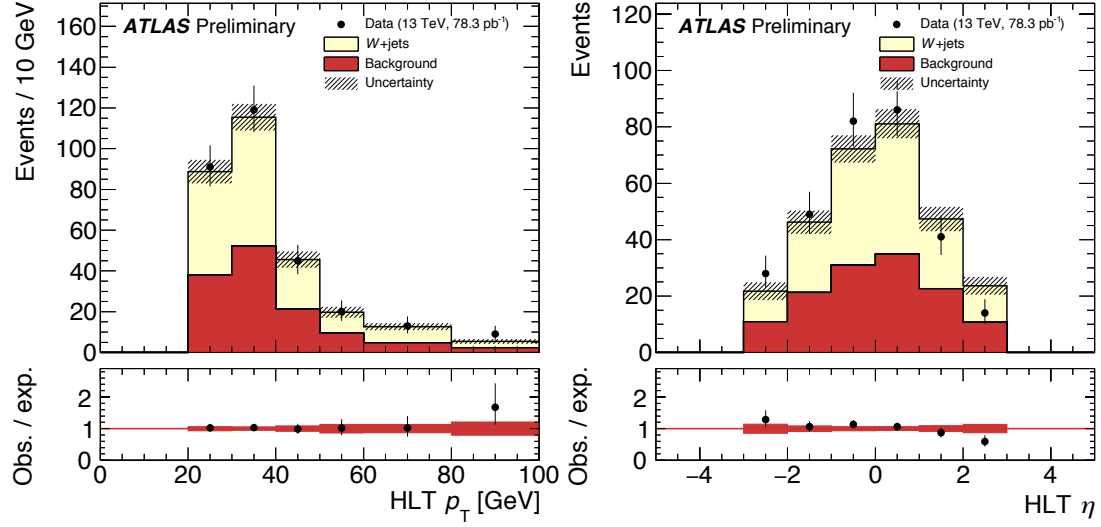 ATLAS Preliminary
Data (13 TeV, 78.3 pb⁻¹)
W+jets
Background
Uncertainty
Events / 10 GeV
160
140
120
100
80
60
40
20
0
Obs. / exp.
2
1
0
0 20 40 60 80 100
HLT p_T [GeV]
ATLAS Preliminary
Data (13 TeV, 78.3 pb⁻¹)
W+jets
Background
Uncertainty
Events
120
100
80
60
40
20
0
Obs. / exp.
2
1
0
−4 −2 0 2 4
HLT η